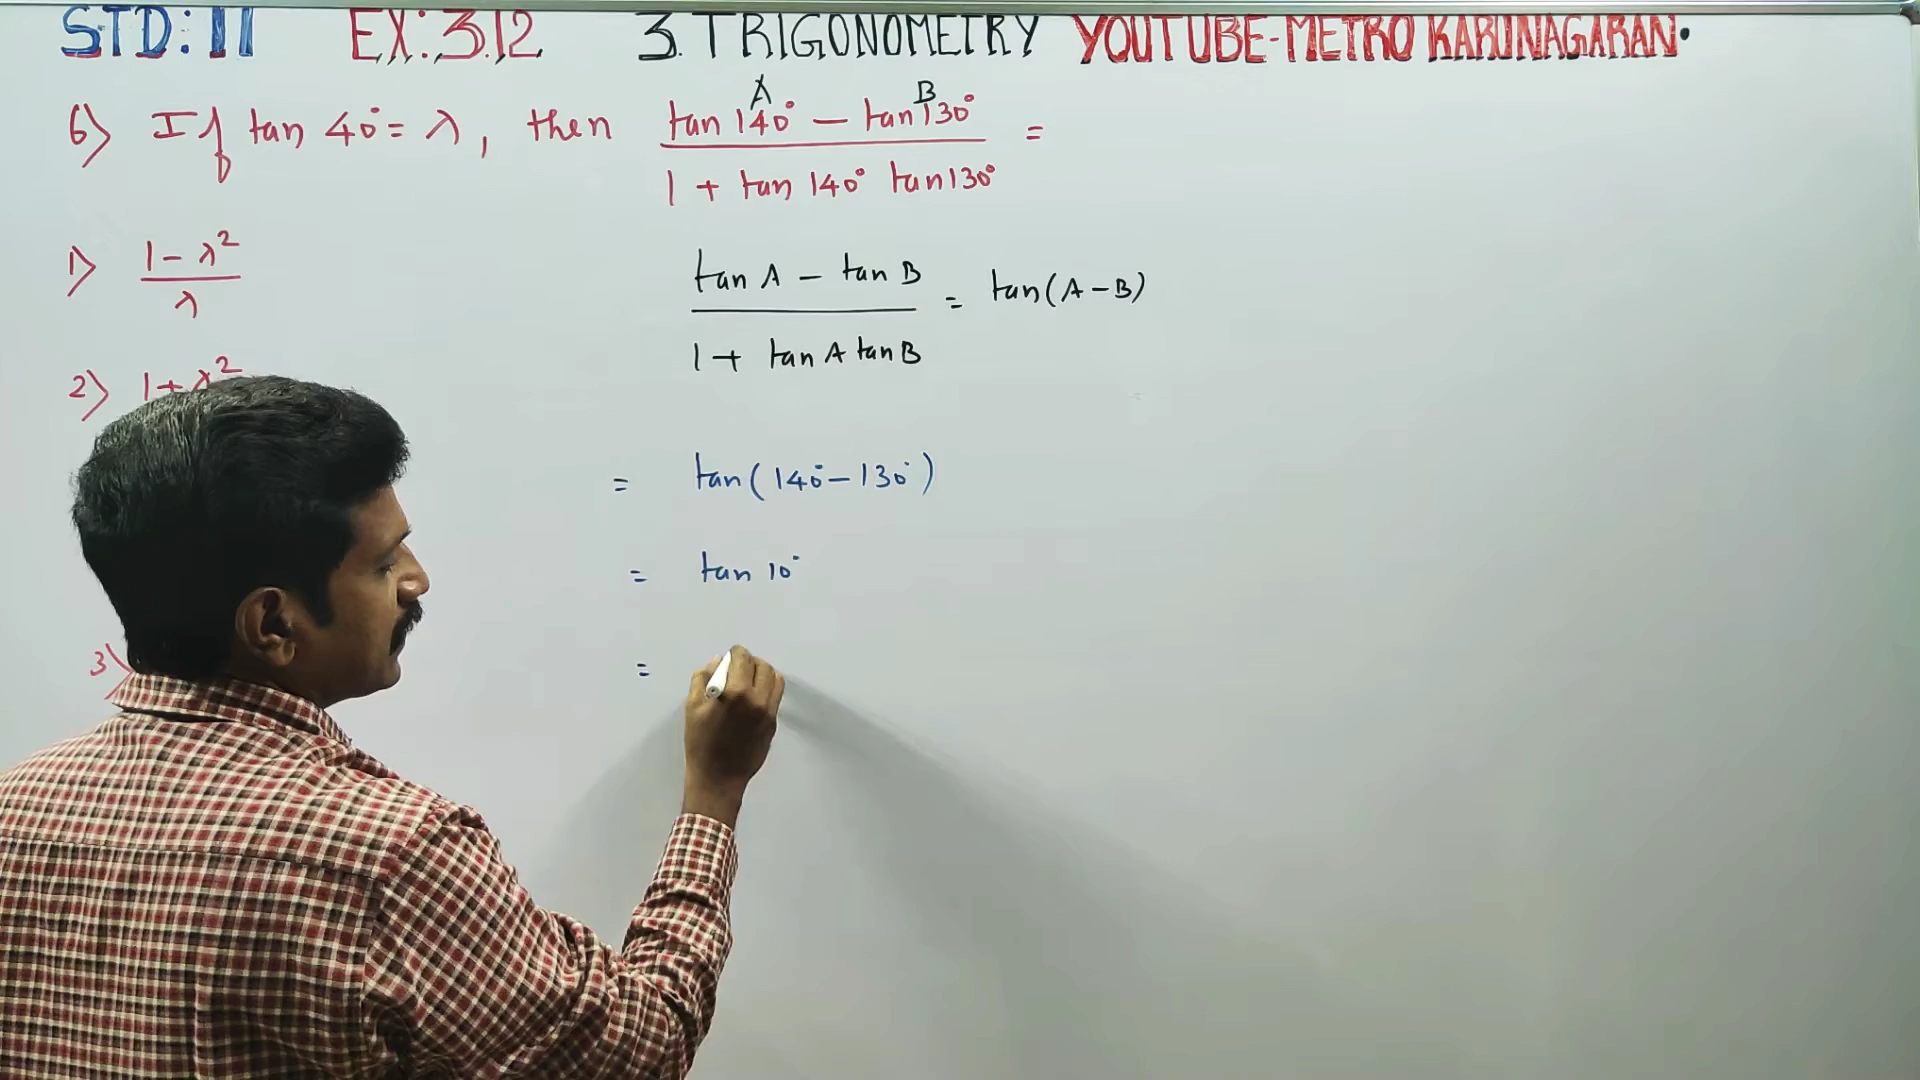 STD: 11 EX: 3.12 3. TRIGONOMETRY YOUTUBE-METRO KARUNAGARAN.
A B
6) If tan 40° = λ, then (tan 140° − tan 130°) / (1 + tan 140° tan 130°) =
1) (1 − λ²) / λ
(tan A − tan B) / (1 + tan A tan B) = tan(A − B)
2) 1 + λ²
= tan(140° − 130°)
= tan 10°
3) =